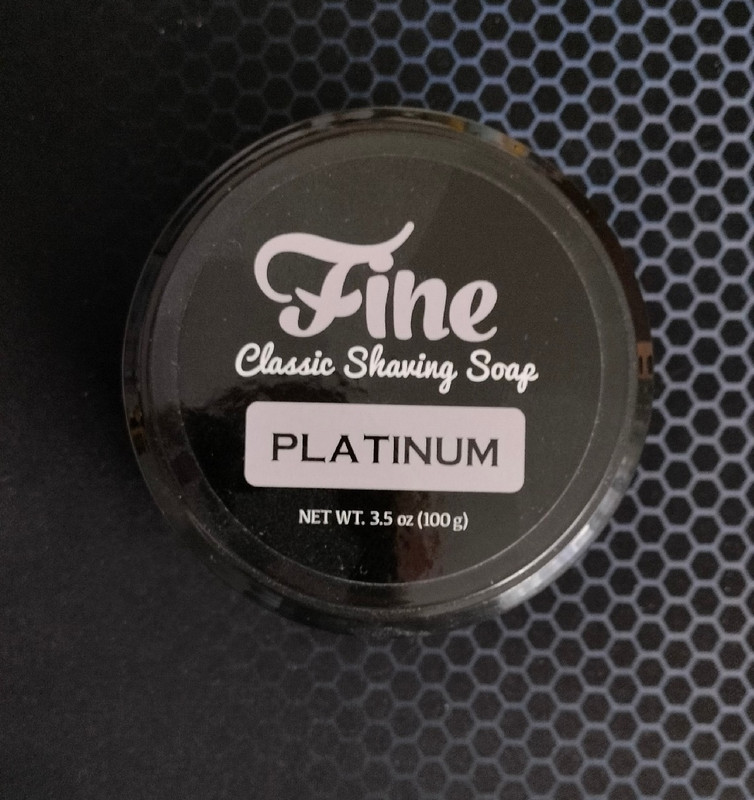 Fine
Classic Shaving Soap
PLATINUM
NET WT. 3.5 oz (100 g)